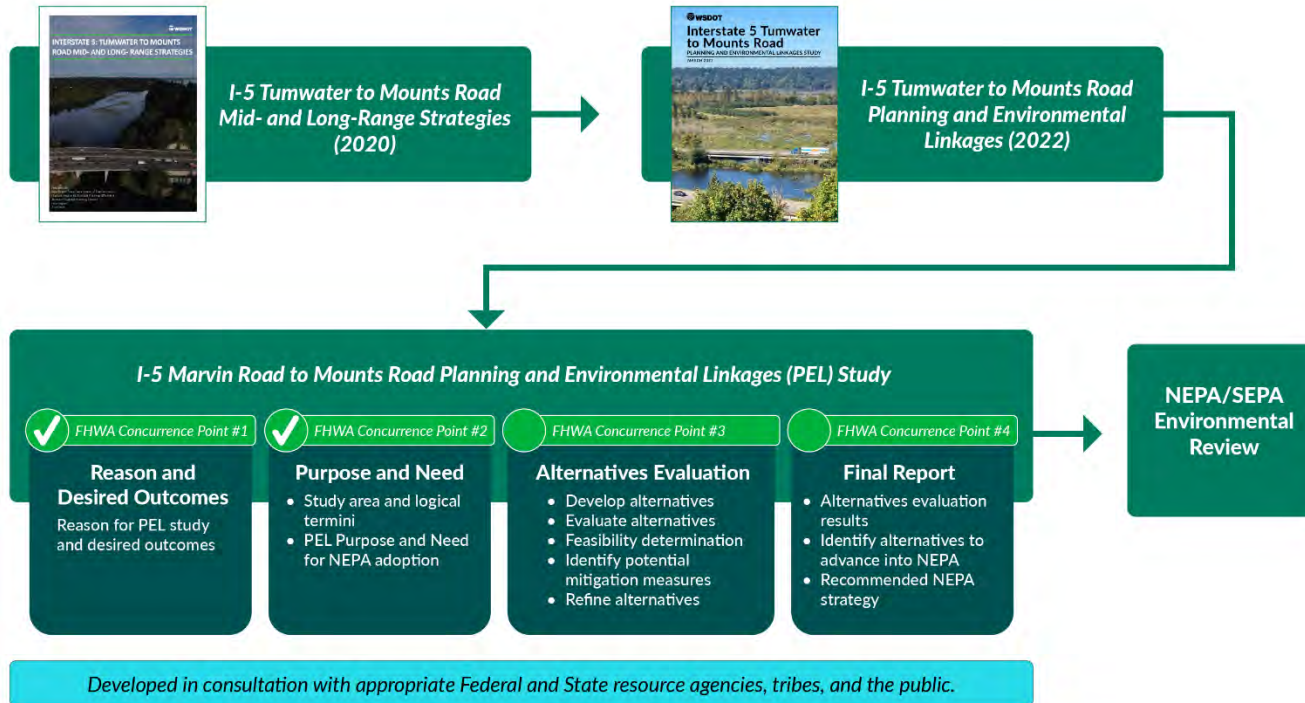 WSDOT
INTERSTATE 5: TUMWATER TO MOUNTS
ROAD MID- AND LONG- RANGE STRATEGIES
I-5 Tumwater to Mounts Road
Mid- and Long-Range Strategies
(2020)
WSDOT
Interstate 5 Tumwater
to Mounts Road
PLANNING AND ENVIRONMENTAL LINKAGES STUDY
I-5 Tumwater to Mounts Road
Planning and Environmental
Linkages (2022)
I-5 Marvin Road to Mounts Road Planning and Environmental Linkages (PEL) Study
FHWA Concurrence Point #1
Reason and
Desired Outcomes
Reason for PEL study
and desired outcomes
FHWA Concurrence Point #2
Purpose and Need
• Study area and logical
termini
• PEL Purpose and Need
for NEPA adoption
FHWA Concurrence Point #3
Alternatives Evaluation
• Develop alternatives
• Evaluate alternatives
• Feasibility determination
• Identify potential
mitigation measures
• Refine alternatives
FHWA Concurrence Point #4
Final Report
• Alternatives evaluation
results
• Identify alternatives to
advance into NEPA
• Recommended NEPA
strategy
NEPA/SEPA
Environmental
Review
Developed in consultation with appropriate Federal and State resource agencies, tribes, and the public.